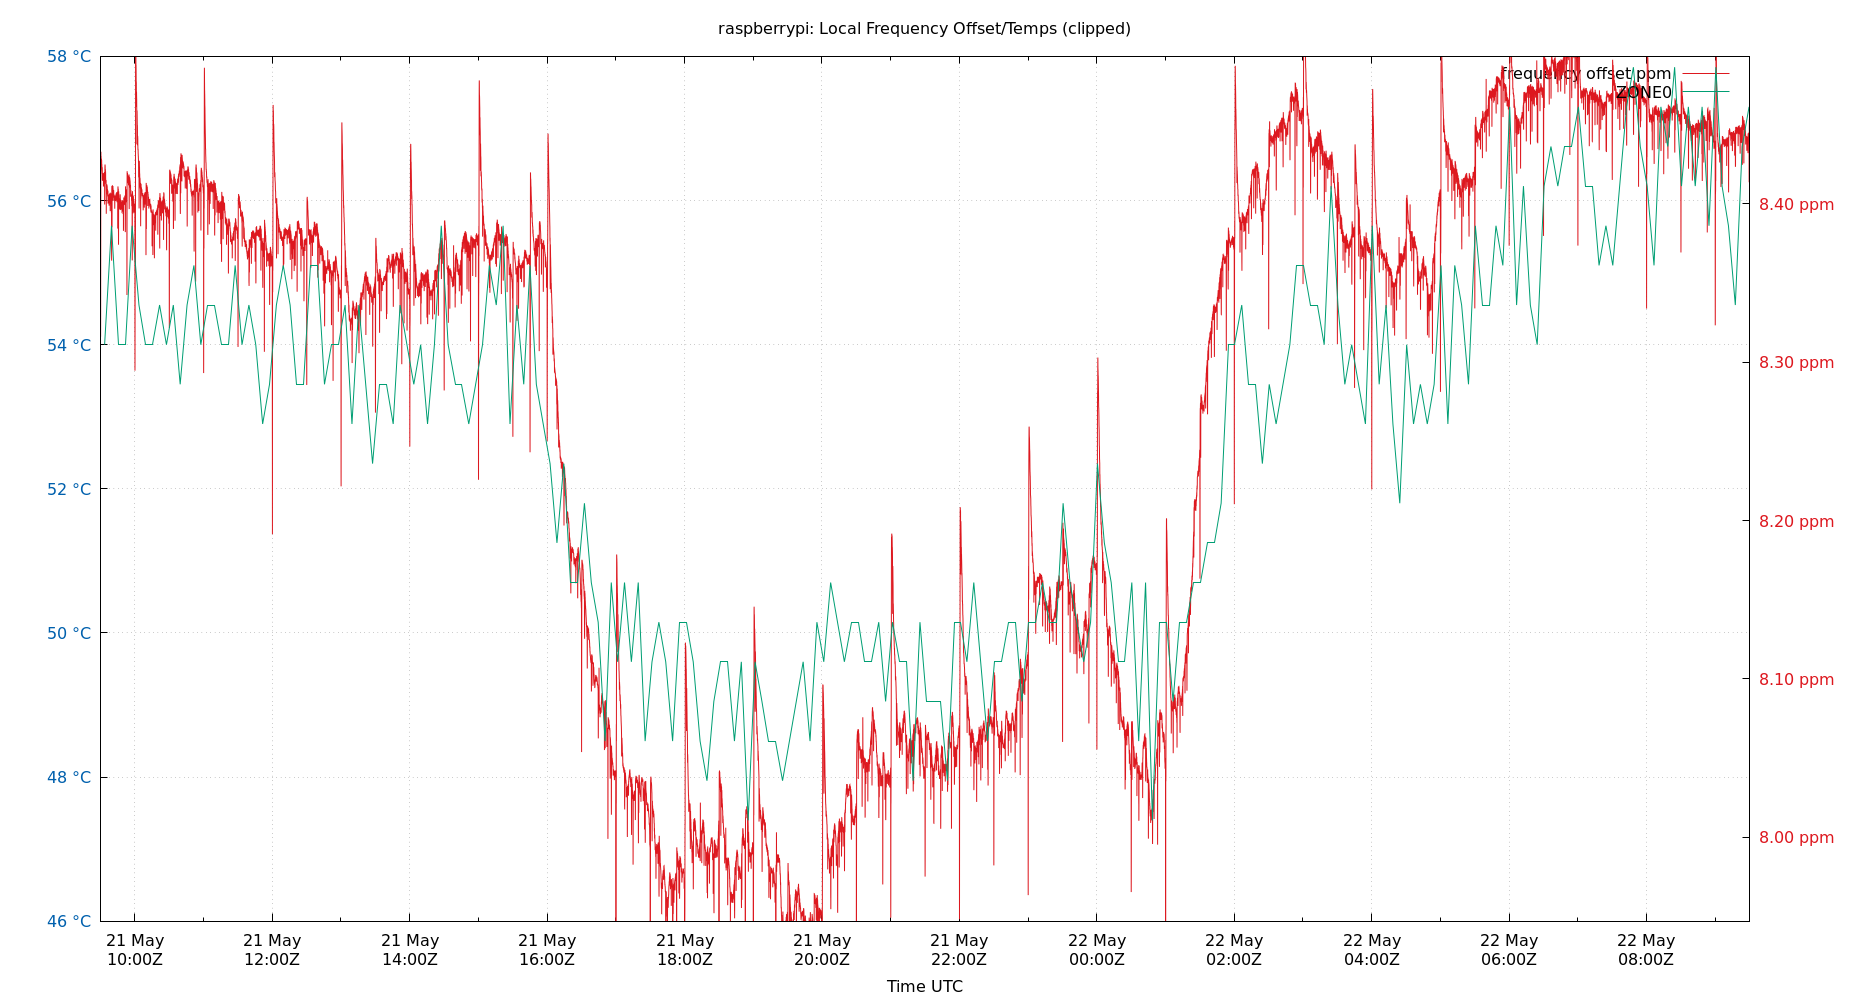 raspberrypi: Local Frequency Offset/Temps (clipped)
58 °C
56 °C
54 °C
52 °C
50 °C
48 °C
46 °C
frequency offset ppm
ZONE0
8.40 ppm
8.30 ppm
8.20 ppm
8.10 ppm
8.00 ppm
21 May 21 May 21 May 21 May 21 May 21 May 21 May 22 May 22 May 22 May 22 May 22 May
10:00Z 12:00Z 14:00Z 16:00Z 18:00Z 20:00Z 22:00Z 00:00Z 02:00Z 04:00Z 06:00Z 08:00Z
Time UTC